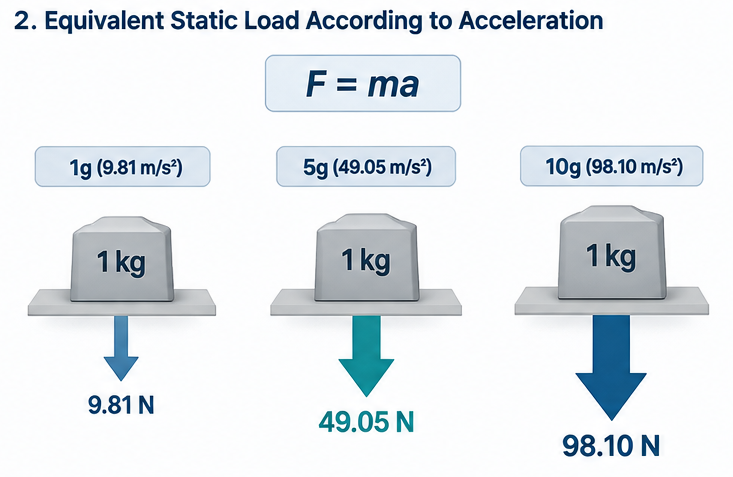 2. Equivalent Static Load According to Acceleration
F = ma
1g (9.81 m/s²)
5g (49.05 m/s²)
10g (98.10 m/s²)
1 kg
1 kg
1 kg
9.81 N
49.05 N
98.10 N